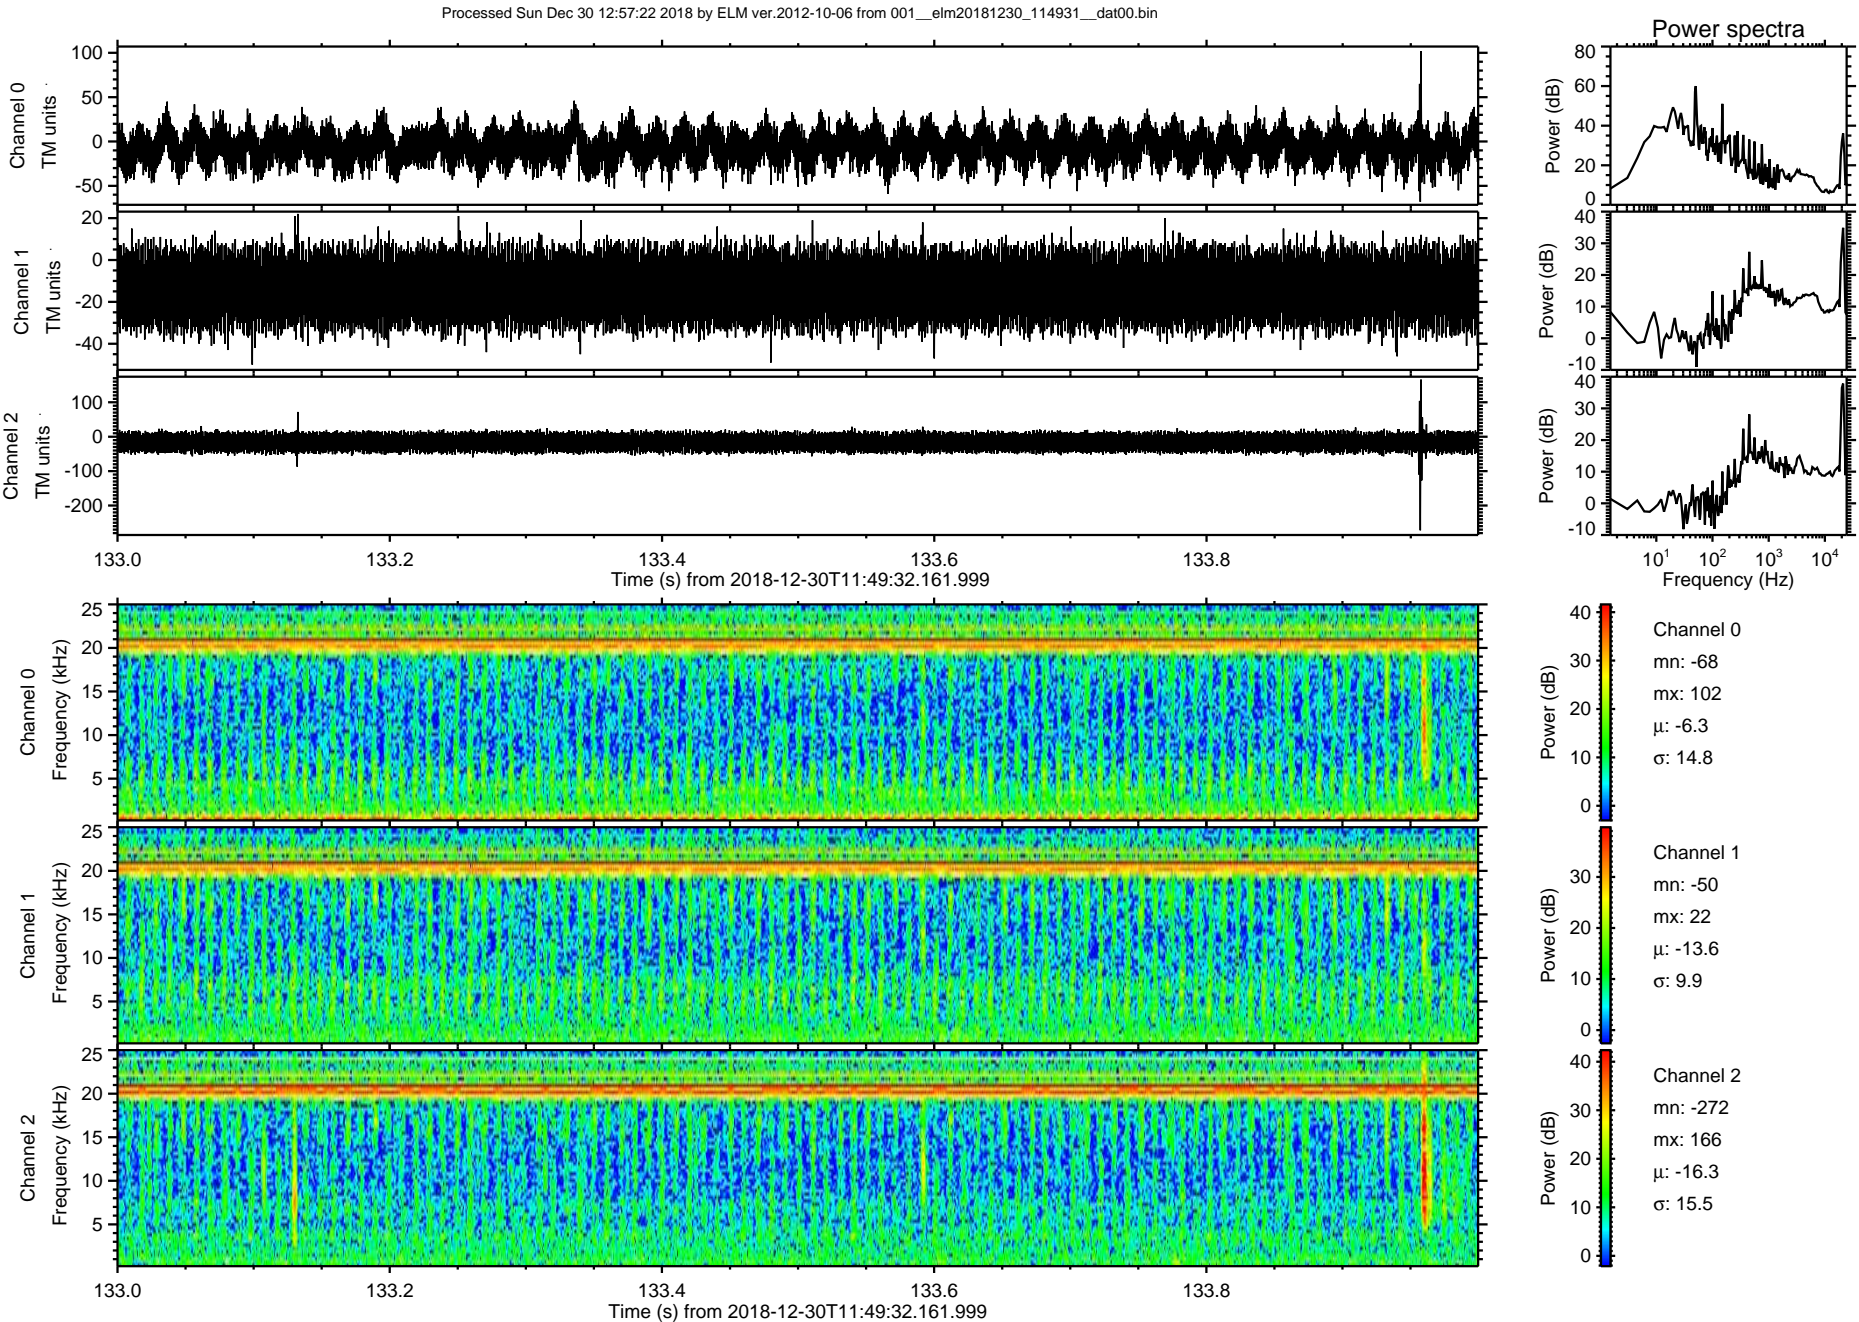 Processed Sun Dec 30 12:57:22 2018 by ELM ver.2012-10-06 from 001__elm20181230_114931__dat00.bin
Power spectra
Channel 0
TM units
100
50
0
-50
Power (dB)
80
60
40
20
0
Channel 1
TM units
20
0
-20
-40
Power (dB)
40
30
20
10
0
-10
Channel 2
TM units
100
0
-100
-200
Power (dB)
40
30
20
10
0
-10
133.0 133.2 133.4 133.6 133.8
Time (s) from 2018-12-30T11:49:32.161.999
10^1 10^2 10^3 10^4
Frequency (Hz)
Channel 0
Frequency (kHz)
25
20
15
10
5
Power (dB)
40
30
20
10
0
Channel 0
mn: -68
mx: 102
µ: -6.3
σ: 14.8
Channel 1
Frequency (kHz)
25
20
15
10
5
Power (dB)
30
20
10
0
Channel 1
mn: -50
mx: 22
µ: -13.6
σ: 9.9
Channel 2
Frequency (kHz)
25
20
15
10
5
Power (dB)
40
30
20
10
0
Channel 2
mn: -272
mx: 166
µ: -16.3
σ: 15.5
133.0 133.2 133.4 133.6 133.8
Time (s) from 2018-12-30T11:49:32.161.999